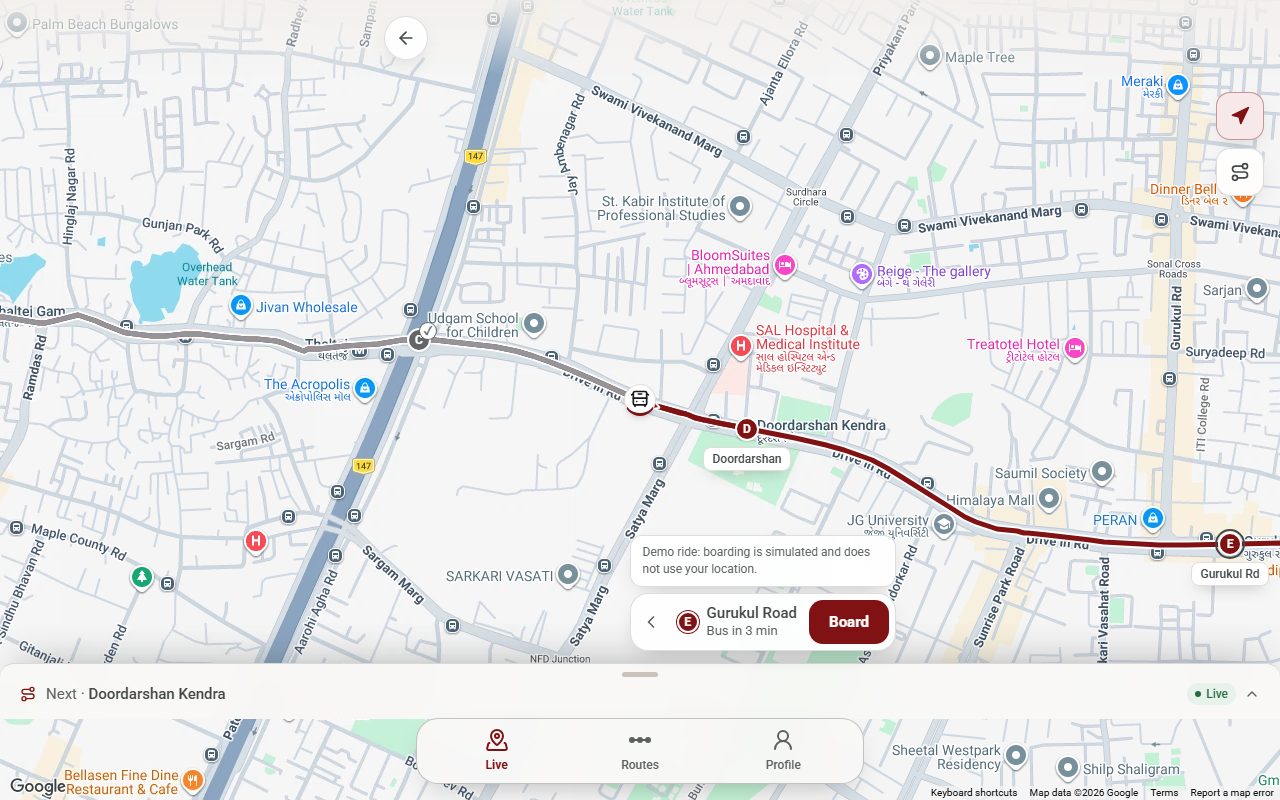 Palm Beach Bungalows
Water Tank
Maple Tree
Meraki
મેરકી
Ajanta Ellora Rd
Swami Vivekanand Marg
Jay Ambenagar Rd
147
Hinglaj Nagar Rd
St. Kabir Institute of
Professional Studies
Surdhara
Circle
Dinner Bell
Swami Vivekanand Marg
Gunjan Park Rd
Overhead
Water Tank
BloomSuites
| Ahmedabad
બ્લૂમસૂટ્સ | અમદાવાદ
Beige - The gallery
Sonal Cross
Roads
Sarjan
Jivan Wholesale
Udgam School
for Children
Gurukul Rd
SAL Hospital &
Medical Institute
સાલ હોસ્પિટલ એન્ડ
મેડિકલ ઇન્સ્ટિટ્યુટ
Treatotel Hotel
ટ્રીટોટેલ હોટલ
Suryadeep Rd
Ramdas Rd
C
The Acropolis
એક્રોપોલિસ મોલ
Drive In Rd
ITI College Rd
D
Doordarshan Kendra
Doordarshan
Sargam Rd
147
Drive In Rd
Saumil Society
Himalaya Mall
PERAN
JG University
જેજી યુનિવર્સિટી
Satya Marg
Maple County Rd
H
Drive In Rd
E
Gurukul Rd
Demo ride: boarding is simulated and does
not use your location.
SARKARI VASATI
Sargam Marg
Sindhu Bhavan Rd
Aarohi Agha Rd
Satya Marg
Sunrise Park Road
E
Gurukul Road
Bus in 3 min
Board
NFD Junction
Next · Doordarshan Kendra
Live
Live
Routes
Profile
Sheetal Westpark
Residency
Shilp Shaligram
Bellasen Fine Dine
Restaurant & Cafe
Google
Keyboard shortcuts
Map data ©2026 Google
Terms
Report a map error